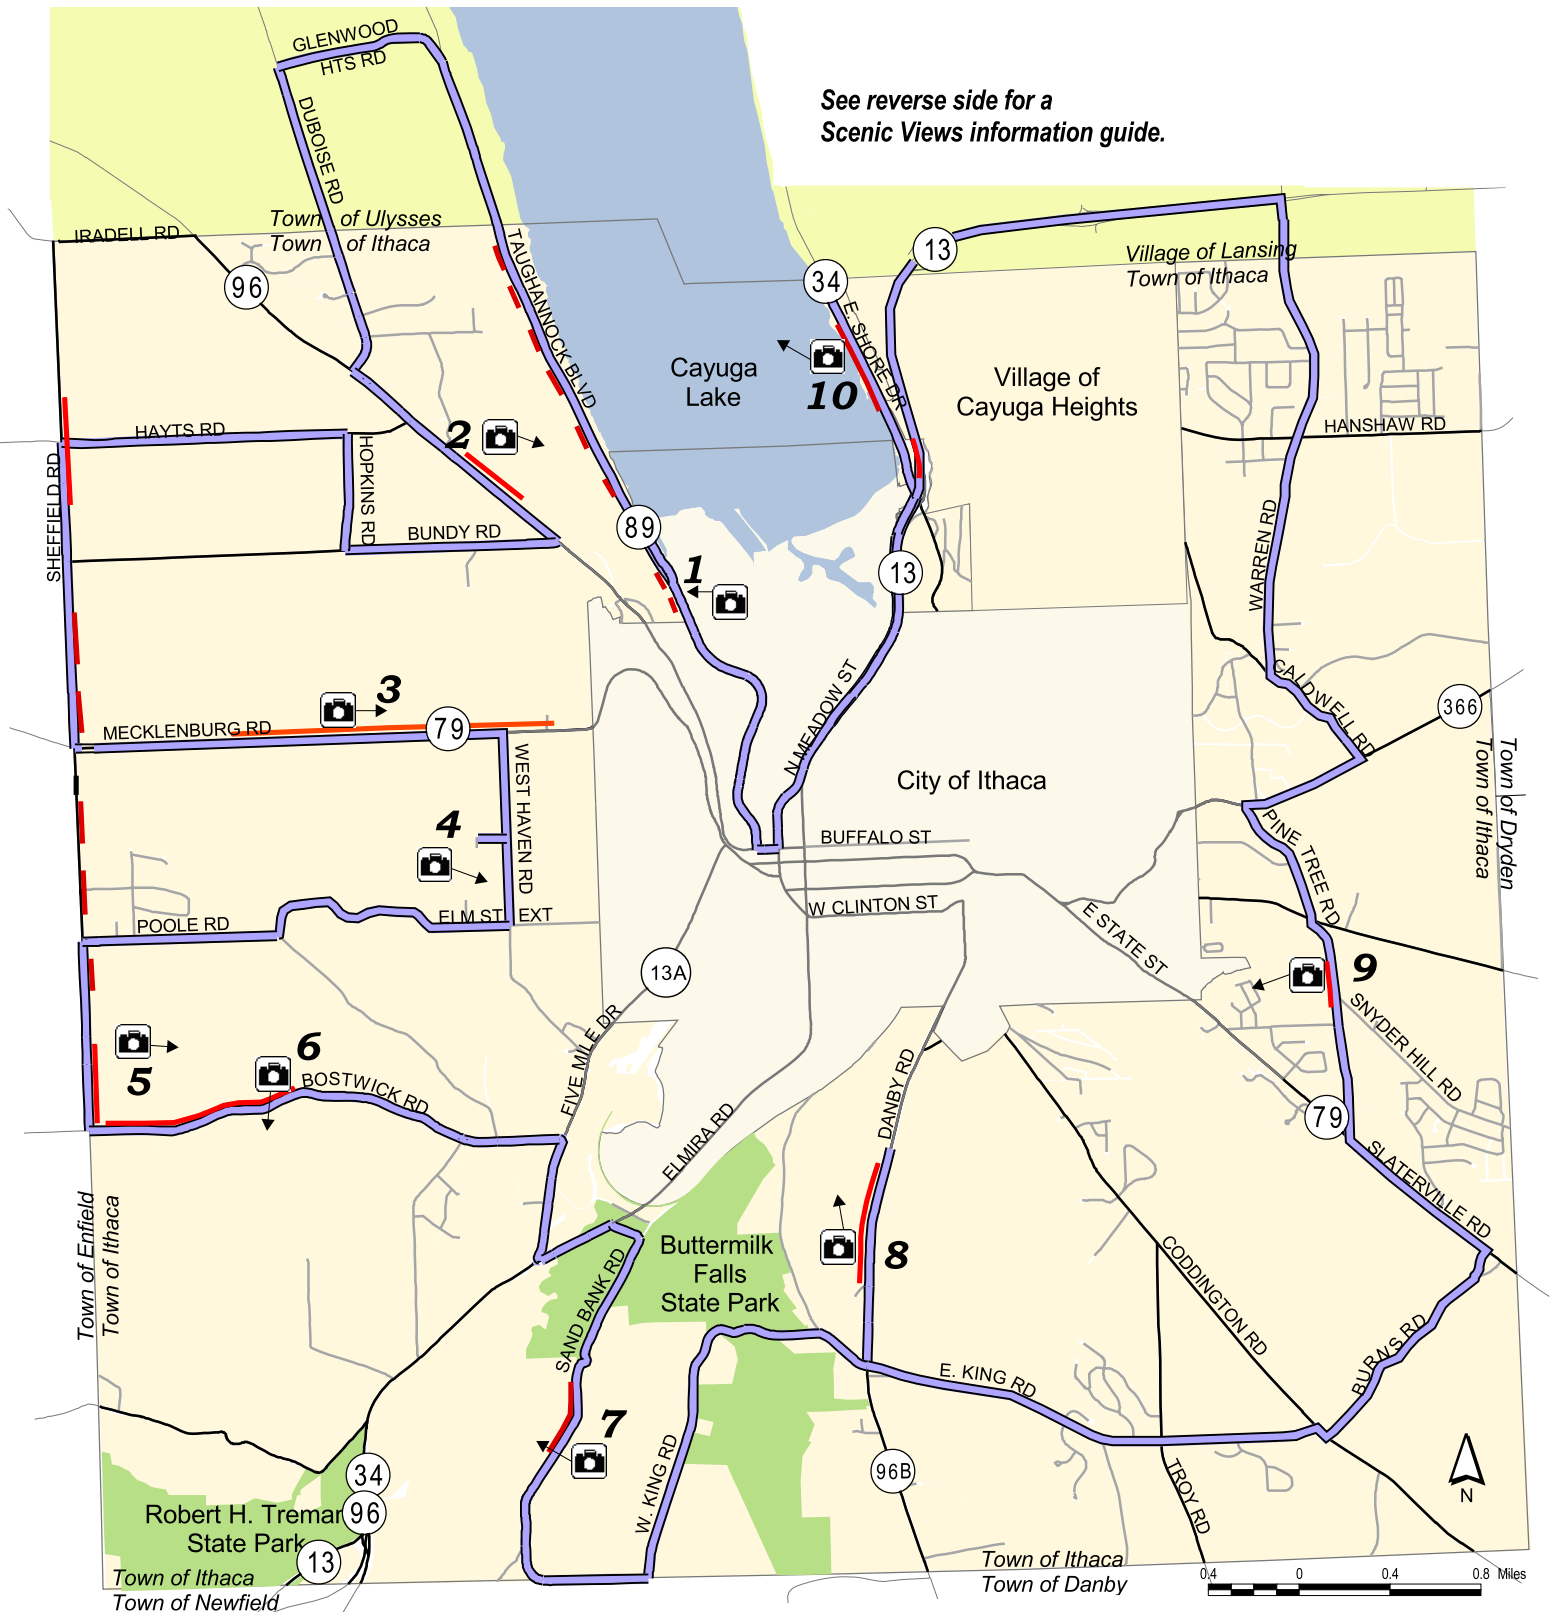 GLENWOOD
HTS RD
DUBOISE RD
See reverse side for a
Scenic Views information guide.
Town of Ulysses
Town of Ithaca
IRADELL RD
96
TAUGHANNOCK BLVD
34
13
E. SHORE DR
Village of Lansing
Town of Ithaca
Cayuga
Lake
10
Village of
Cayuga Heights
HAYTS RD
HOPKINS RD
2
HANSHAW RD
SHEFFIELD RD
BUNDY RD
89
1
13
WARREN RD
3
MECKLENBURG RD
79
N MEADOW ST
CALDWELL RD
366
WEST HAVEN RD
City of Ithaca
Town of Dryden
Town of Ithaca
4
BUFFALO ST
PINE TREE RD
POOLE RD
ELM ST EXT
W CLINTON ST
E STATE ST
13A
9
SNYDER HILL RD
5
6
BOSTWICK RD
FIVE MILE DR
ELMIRA RD
DANBY RD
79
SLATERVILLE RD
Town of Enfield
Town of Ithaca
SAND BANK RD
Buttermilk
Falls
State Park
8
CODDINGTON RD
BURNS RD
E. KING RD
7
W. KING RD
96B
TROY RD
34
96
13
Robert H. Treman
State Park
N
Town of Ithaca
Town of Newfield
Town of Ithaca
Town of Danby
0.4 0 0.4 0.8 Miles